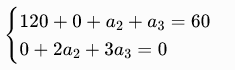 120 + 0 + a₂ + a₃ = 60
0 + 2a₂ + 3a₃ = 0